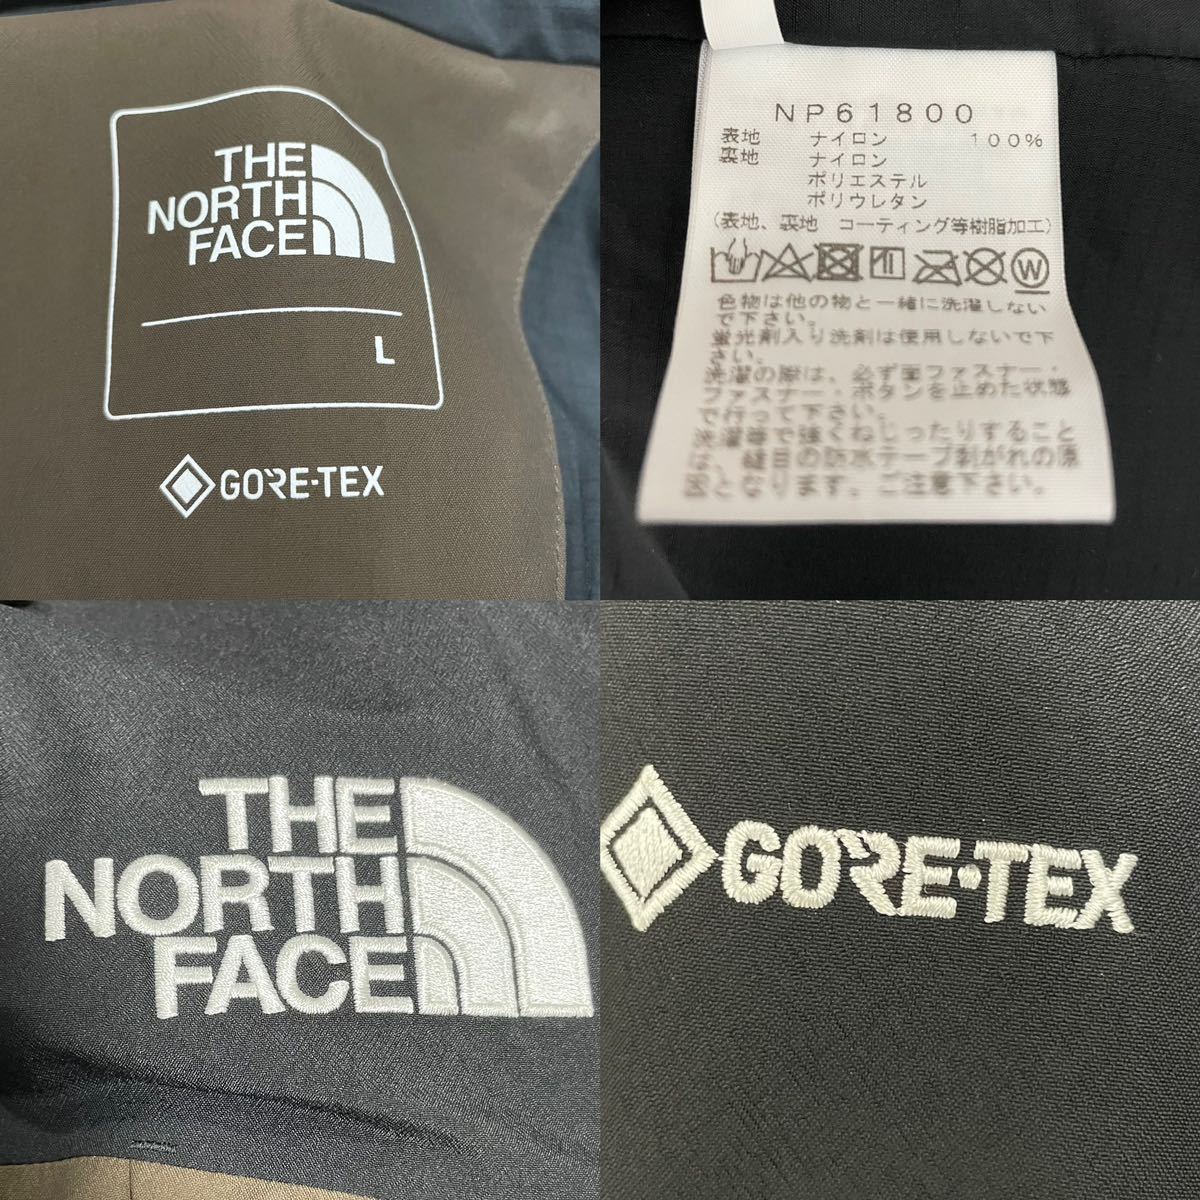 THE
NORTH
FACE
L
GORE-TEX
NP61800
表地 ナイロン 100%
裏地 ナイロン
ポリエステル
ポリウレタン
(表地、裏地 コーティング等樹脂加工)
W
色物は他の物と一緒に洗濯しない
で下さい。
蛍光剤入り洗剤は使用しないで下
さい。
洗濯の際は、必ず面ファスナー・
ファスナー・ボタンを止めた状態
で行って下さい。
洗濯等で強くねじったりすること
は、縫目の防水テープ剥がれの原
因となります、ご注意下さい。
THE
NORTH
FACE
GORE-TEX